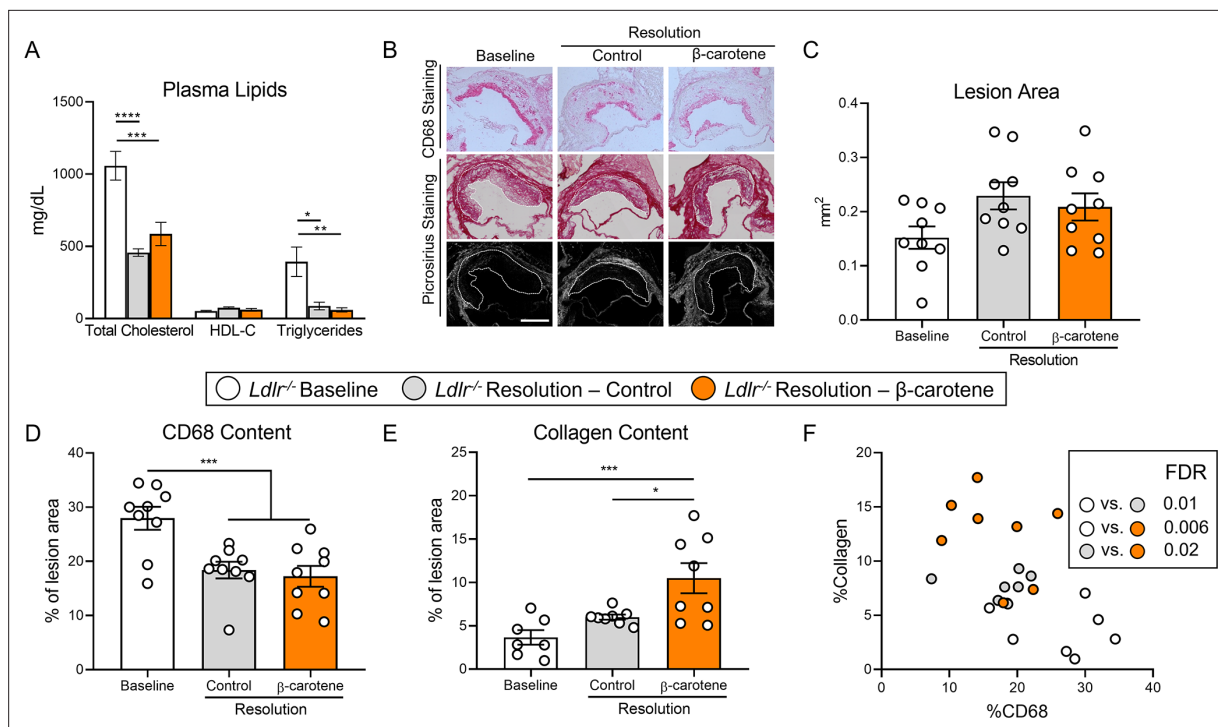 A
Plasma Lipids
mg/dL
1500
1000
500
0
****
***
*
**
Total Cholesterol
HDL-C
Triglycerides
B
Resolution
Baseline
Control
β-carotene
CD68 Staining
Picrosirius Staining
C
Lesion Area
mm²
0.4
0.3
0.2
0.1
0.0
Baseline
Control
β-carotene
Resolution
Ldlr-/- Baseline
Ldlr-/- Resolution – Control
Ldlr-/- Resolution – β-carotene
D
CD68 Content
% of lesion area
40
30
20
10
0
***
Baseline
Control
β-carotene
Resolution
E
Collagen Content
% of lesion area
25
20
15
10
5
0
***
*
Baseline
Control
β-carotene
Resolution
F
%Collagen
20
15
10
5
0
0
10
20
30
40
%CD68
FDR
vs. 0.01
vs. 0.006
vs. 0.02